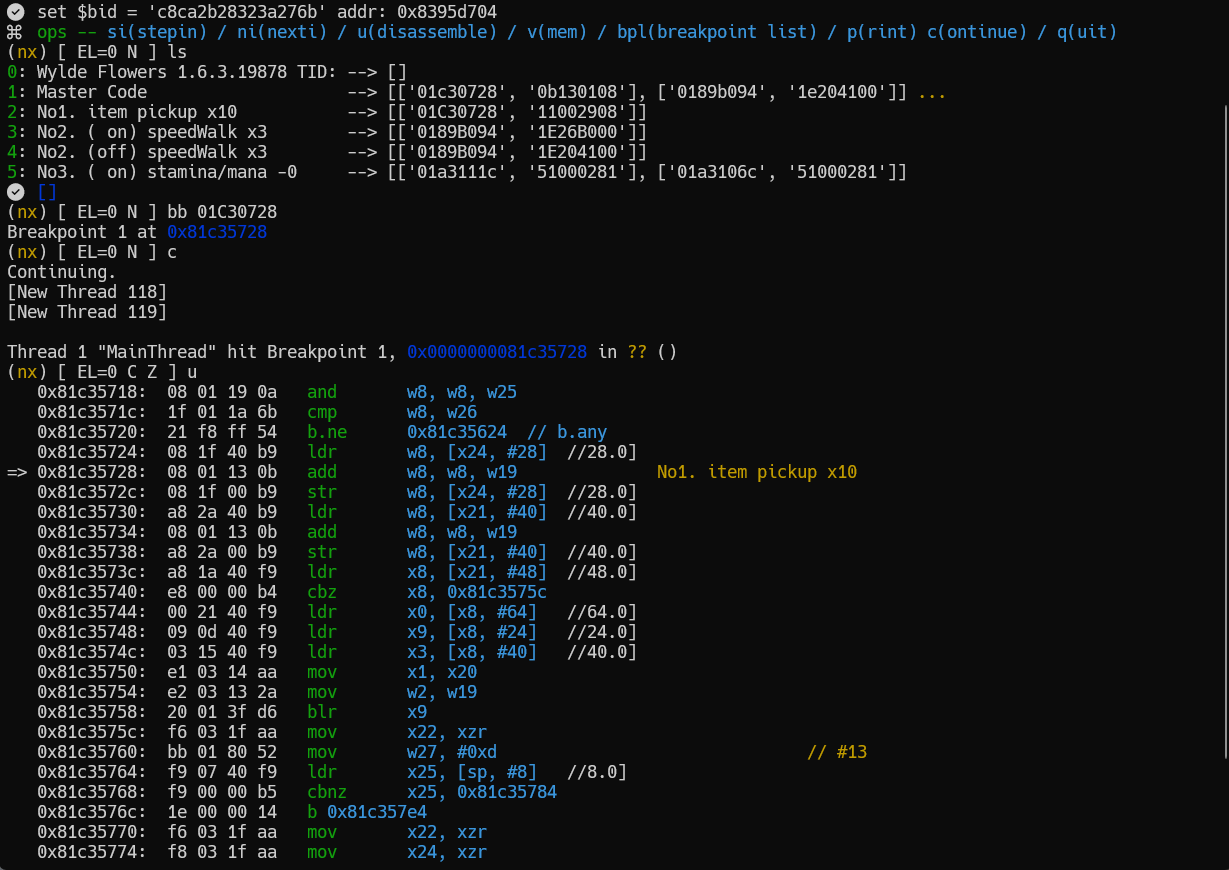 set $bid = 'c8ca2b28323a276b' addr: 0x8395d704
⌘ ops -- si(stepin) / ni(nexti) / u(disassemble) / v(mem) / bpl(breakpoint list) / p(rint) c(ontinue) / q(uit)
(nx) [ EL=0 N ] ls
0: Wylde Flowers 1.6.3.19878 TID: --> []
1: Master Code --> [['01c30728', '0b130108'], ['0189b094', '1e204100']] ...
2: No1. item pickup x10 --> [['01C30728', '11002908']]
3: No2. ( on) speedWalk x3 --> [['0189B094', '1E26B000']]
4: No2. (off) speedWalk x3 --> [['0189B094', '1E204100']]
5: No3. ( on) stamina/mana -0 --> [['01a3111c', '51000281'], ['01a3106c', '51000281']]
[]
(nx) [ EL=0 N ] bb 01C30728
Breakpoint 1 at 0x81c35728
(nx) [ EL=0 N ] c
Continuing.
[New Thread 118]
[New Thread 119]
Thread 1 "MainThread" hit Breakpoint 1, 0x0000000081c35728 in ?? ()
(nx) [ EL=0 C Z ] u
0x81c35718: 08 01 19 0a and w8, w8, w25
0x81c3571c: 1f 01 1a 6b cmp w8, w26
0x81c35720: 21 f8 ff 54 b.ne 0x81c35624 // b.any
0x81c35724: 08 1f 40 b9 ldr w8, [x24, #28] //28.0]
=> 0x81c35728: 08 01 13 0b add w8, w8, w19 No1. item pickup x10
0x81c3572c: 08 1f 00 b9 str w8, [x24, #28] //28.0]
0x81c35730: a8 2a 40 b9 ldr w8, [x21, #40] //40.0]
0x81c35734: 08 01 13 0b add w8, w8, w19
0x81c35738: a8 2a 00 b9 str w8, [x21, #40] //40.0]
0x81c3573c: a8 1a 40 f9 ldr x8, [x21, #48] //48.0]
0x81c35740: e8 00 00 b4 cbz x8, 0x81c3575c
0x81c35744: 00 21 40 f9 ldr x0, [x8, #64] //64.0]
0x81c35748: 09 0d 40 f9 ldr x9, [x8, #24] //24.0]
0x81c3574c: 03 15 40 f9 ldr x3, [x8, #40] //40.0]
0x81c35750: e1 03 14 aa mov x1, x20
0x81c35754: e2 03 13 2a mov w2, w19
0x81c35758: 20 01 3f d6 blr x9
0x81c3575c: f6 03 1f aa mov x22, xzr
0x81c35760: bb 01 80 52 mov w27, #0xd // #13
0x81c35764: f9 07 40 f9 ldr x25, [sp, #8] //8.0]
0x81c35768: f9 00 00 b5 cbnz x25, 0x81c35784
0x81c3576c: 1e 00 00 14 b 0x81c357e4
0x81c35770: f6 03 1f aa mov x22, xzr
0x81c35774: f8 03 1f aa mov x24, xzr